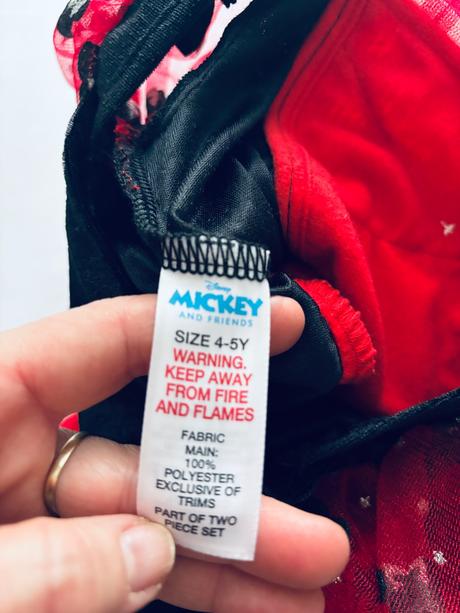 Disney
MICKEY
AND FRIENDS
SIZE 4-5Y
WARNING.
KEEP AWAY
FROM FIRE
AND FLAMES
FABRIC
MAIN:
100%
POLYESTER
EXCLUSIVE OF
TRIMS
PART OF TWO
PIECE SET